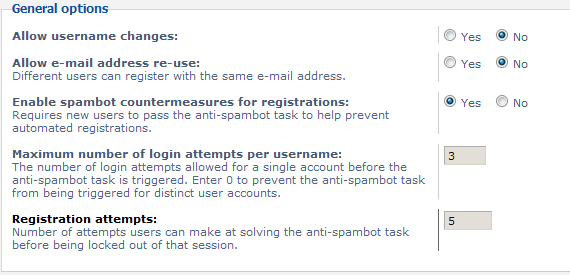 General options
Allow username changes: Yes No
Allow e-mail address re-use: Yes No
Different users can register with the same e-mail address.
Enable spambot countermeasures for registrations: Yes No
Requires new users to pass the anti-spambot task to help prevent
automated registrations.
Maximum number of login attempts per username: 3
The number of login attempts allowed for a single account before the
anti-spambot task is triggered. Enter 0 to prevent the anti-spambot task
from being triggered for distinct user accounts.
Registration attempts: 5
Number of attempts users can make at solving the anti-spambot task
before being locked out of that session.